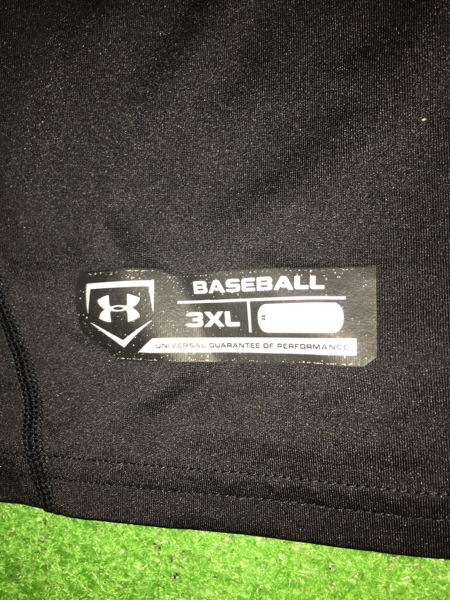 BASEBALL
3XL
#
UNIVERSAL GUARANTEE OF PERFORMANCE